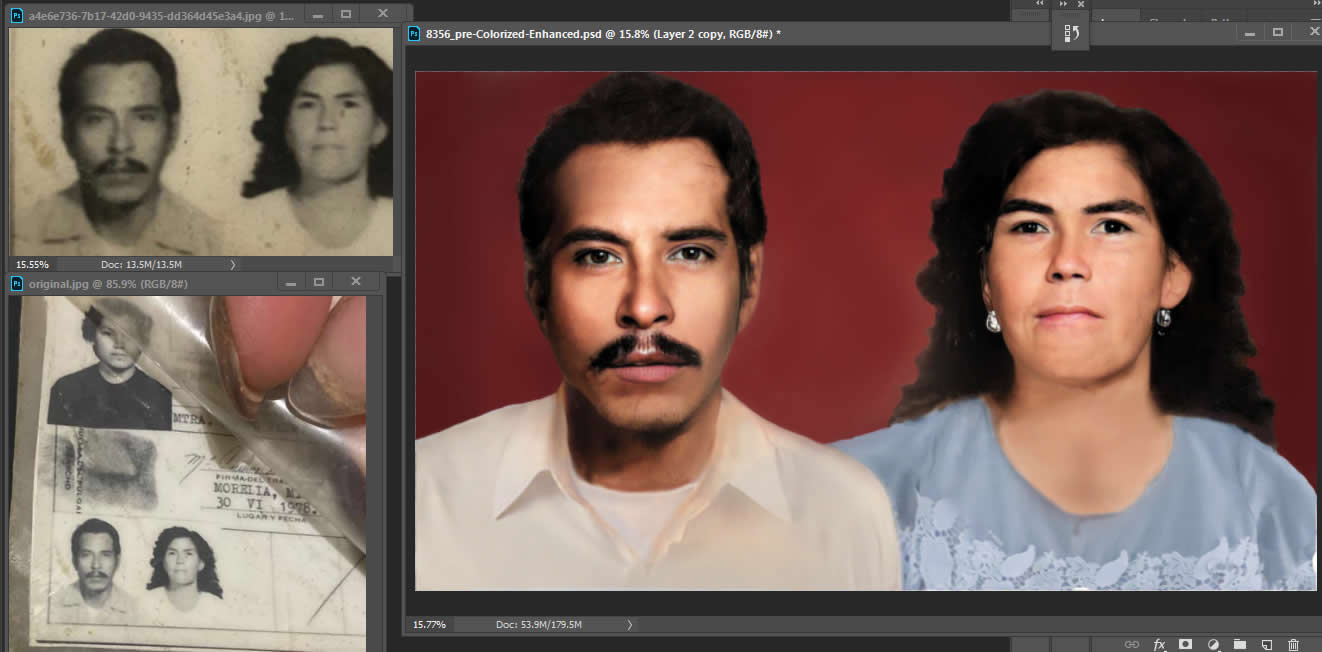 Ps a4e6e736-7b17-42d0-9435-dd364d45e3a4.jpg @ 1...
15.55%
Doc: 13.5M/13.5M
Ps original.jpg @ 85.9% (RGB/8#)
MTRA.
FIRMA DEL TRA
MORELIA, M
30 VI 1978.
LUGAR Y FECHA
Ps 8356_pre-Colorized-Enhanced.psd @ 15.8% (Layer 2 copy, RGB/8#) *
15.77%
Doc: 53.9M/179.5M
fx